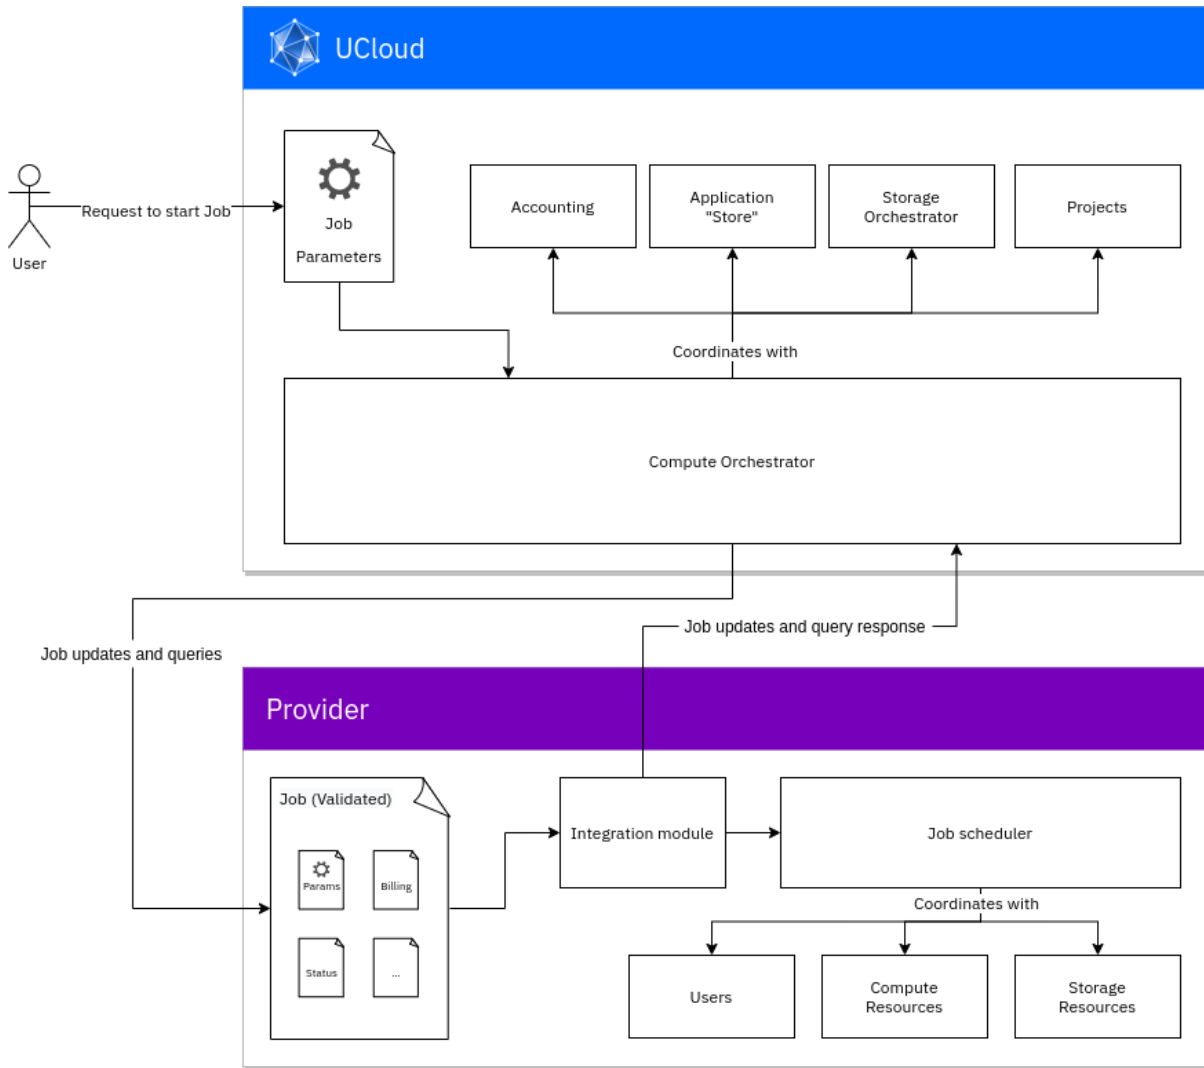 UCloud
Request to start Job
User
Job
Parameters
Accounting
Application
"Store"
Storage
Orchestrator
Projects
Coordinates with
Compute Orchestrator
Job updates and queries
Job updates and query response
Provider
Job (Validated)
Params
Billing
Status
...
Integration module
Job scheduler
Coordinates with
Users
Compute
Resources
Storage
Resources